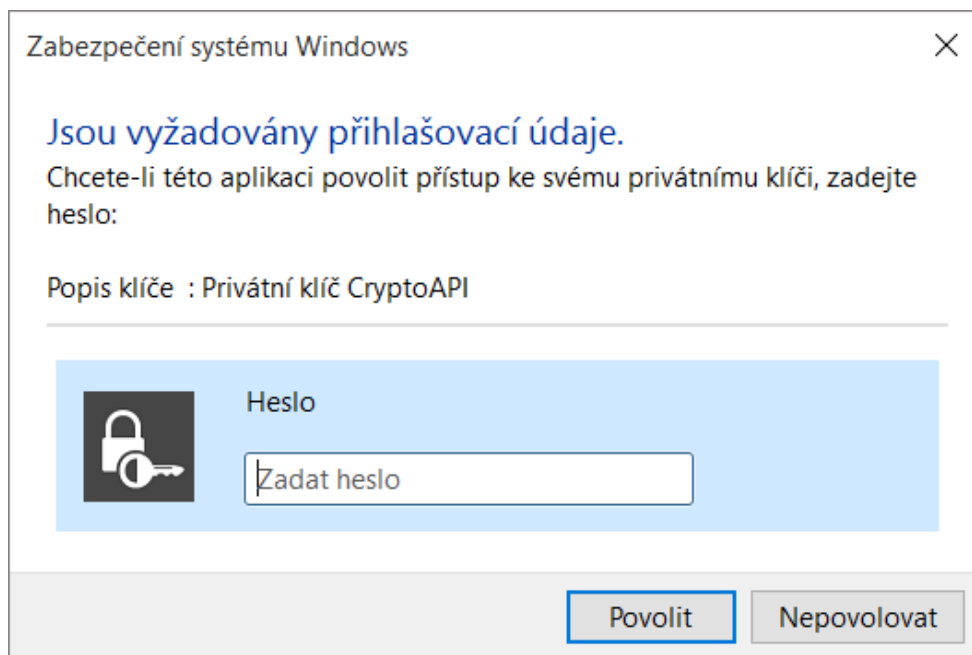 Zabezpečení systému Windows
Jsou vyžadovány přihlašovací údaje.
Chcete-li této aplikaci povolit přístup ke svému privátnímu klíči, zadejte
heslo:
Popis klíče : Privátní klíč CryptoAPI
Heslo
Zadat heslo
Povolit
Nepovolovat